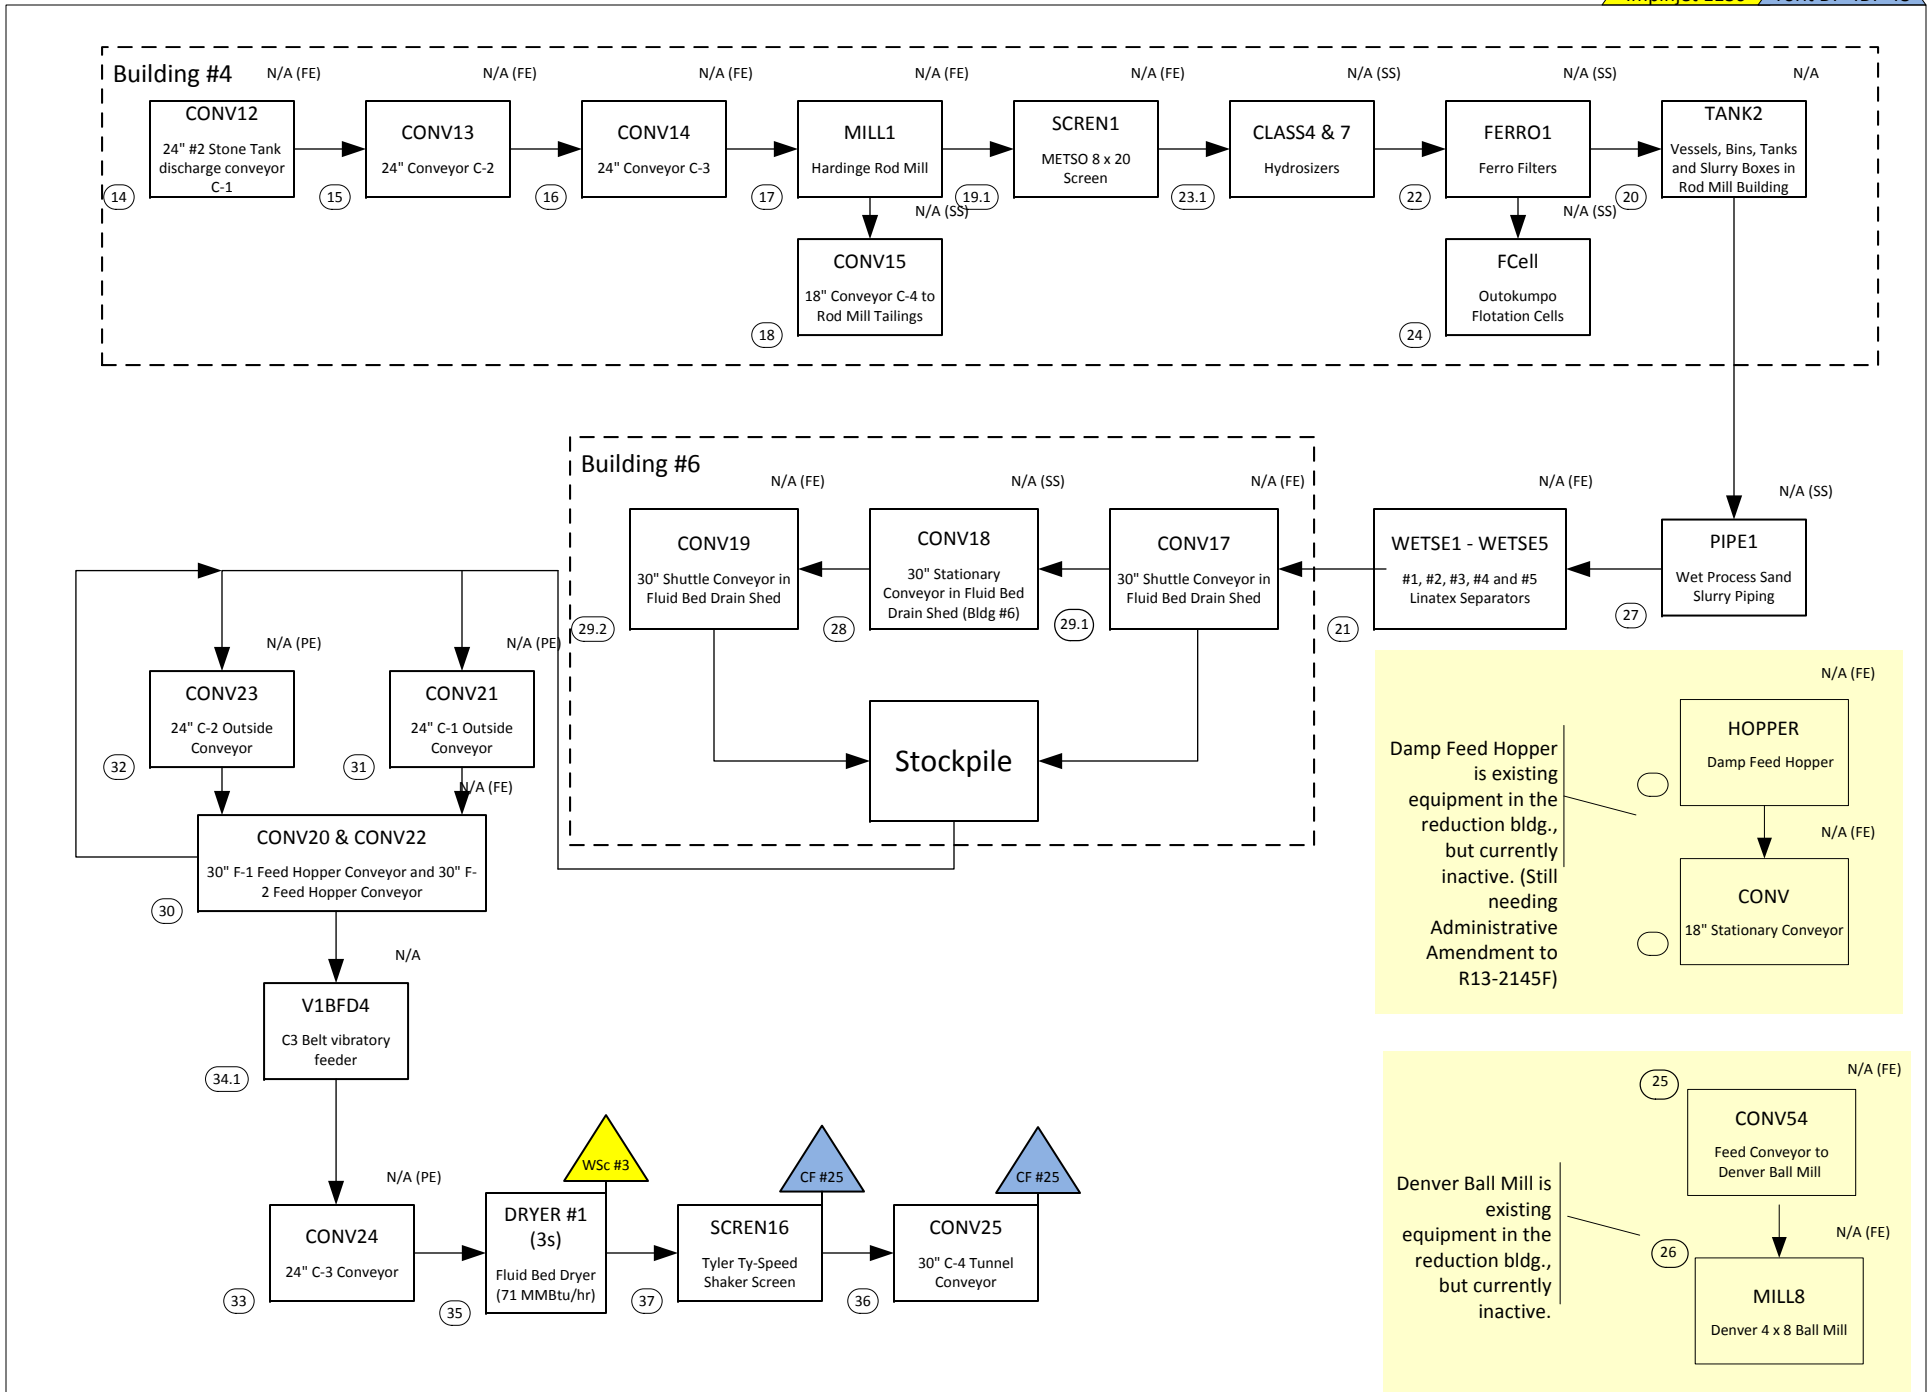 Building #4
N/A (FE)
N/A (FE)
N/A (FE)
N/A (FE)
N/A (FE)
N/A (SS)
N/A (SS)
N/A
CONV12
24" #2 Stone Tank
discharge conveyor
C-1
14
CONV13
24" Conveyor C-2
15
CONV14
24" Conveyor C-3
16
MILL1
Hardinge Rod Mill
17
SCREN1
METSO 8 x 20
Screen
19.1
CLASS4 & 7
Hydrosizers
23.1
FERRO1
Ferro Filters
22
TANK2
Vessels, Bins, Tanks
and Slurry Boxes in
Rod Mill Building
20
N/A (SS)
CONV15
18" Conveyor C-4 to
Rod Mill Tailings
18
N/A (SS)
FCell
Outokumpo
Flotation Cells
24
Building #6
N/A (FE)
CONV19
30" Shuttle Conveyor in
Fluid Bed Drain Shed
29.2
N/A (SS)
CONV18
30" Stationary
Conveyor in Fluid Bed
Drain Shed (Bldg #6)
28
N/A (FE)
CONV17
30" Shuttle Conveyor in
Fluid Bed Drain Shed
29.1
N/A (FE)
WETSE1 - WETSE5
#1, #2, #3, #4 and #5
Linatex Separators
21
N/A (SS)
PIPE1
Wet Process Sand
Slurry Piping
27
Stockpile
N/A (PE)
CONV23
24" C-2 Outside
Conveyor
32
N/A (PE)
CONV21
24" C-1 Outside
Conveyor
31
N/A (FE)
CONV20 & CONV22
30" F-1 Feed Hopper Conveyor and 30" F-
2 Feed Hopper Conveyor
30
N/A
V1BFD4
C3 Belt vibratory
feeder
34.1
N/A (PE)
CONV24
24" C-3 Conveyor
33
WSc #3
DRYER #1
(3s)
Fluid Bed Dryer
(71 MMBtu/hr)
35
CF #25
SCREN16
Tyler Ty-Speed
Shaker Screen
37
CF #25
CONV25
30" C-4 Tunnel
Conveyor
36
Damp Feed Hopper
is existing
equipment in the
reduction bldg.,
but currently
inactive. (Still
needing
Administrative
Amendment to
R13-2145F)
N/A (FE)
HOPPER
Damp Feed Hopper
N/A (FE)
CONV
18" Stationary Conveyor
Denver Ball Mill is
existing
equipment in the
reduction bldg.,
but currently
inactive.
N/A (FE)
25
CONV54
Feed Conveyor to
Denver Ball Mill
N/A (FE)
26
MILL8
Denver 4 x 8 Ball Mill